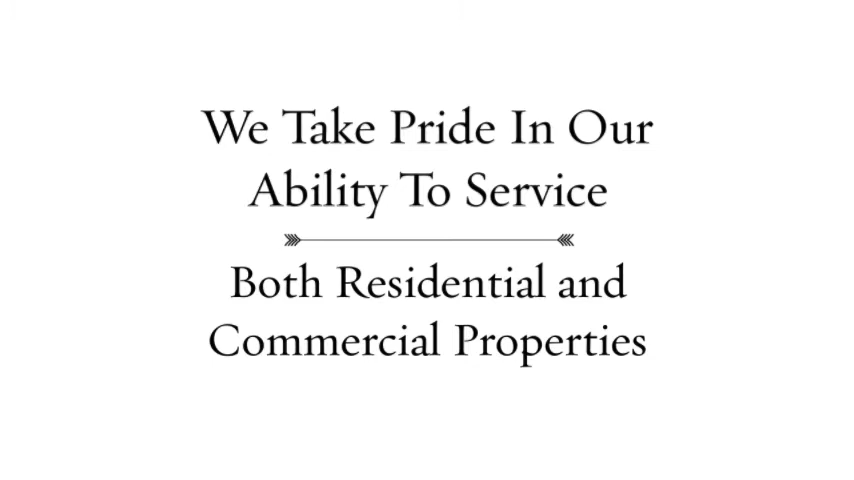 We Take Pride In Our
Ability To Service
Both Residential and
Commercial Properties